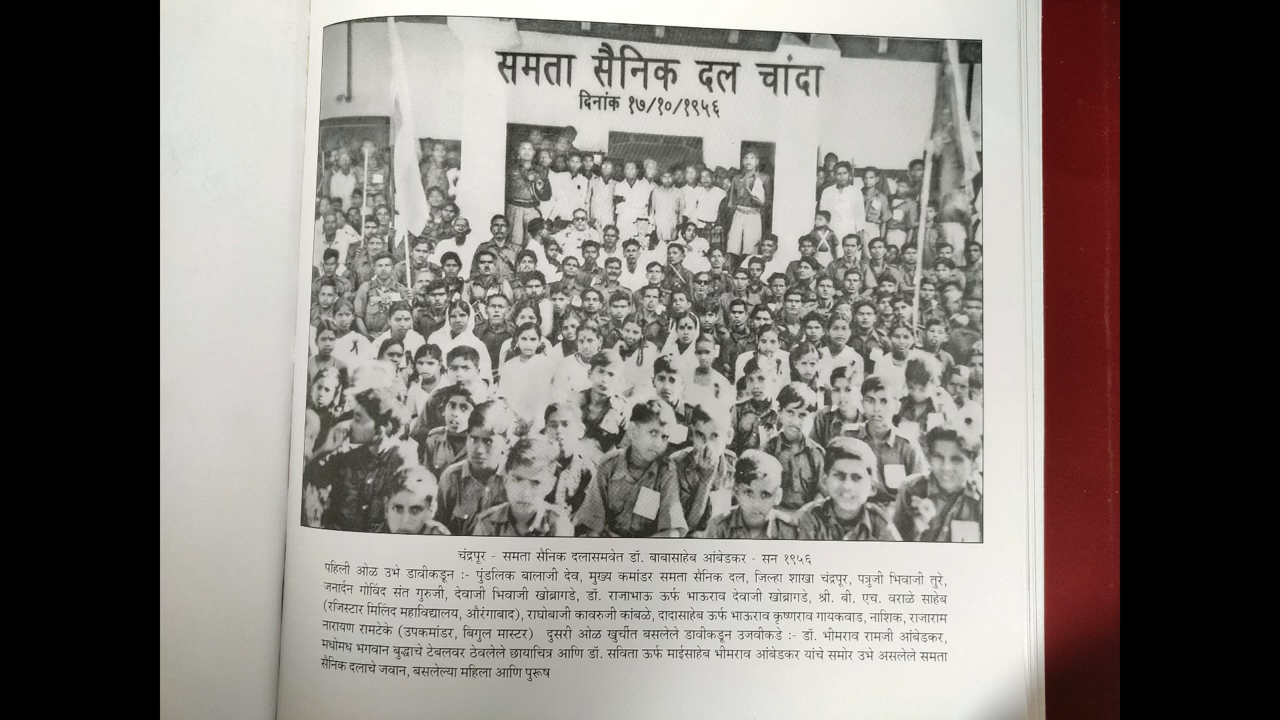 समता सैनिक दल चांदा
दिनांक १७/१०/१९५६
चंद्रपूर - समता सैनिक दलासमवेत डॉ. बाबासाहेब आंबेडकर - सन १९५६
पहिली ओळ उभे डावीकडून :- पुंडलिक बालाजी देव, मुख्य कमांडर समता सैनिक दल, जिल्हा शाखा चंद्रपूर, पत्रुजी भिवाजी तुरे,
जनार्दन गोविंद संत गुरुजी, देवाजी भिवाजी खोब्रागडे, डॉ. राजाभाऊ ऊर्फ भाऊराव देवाजी खोब्रागडे, श्री. बी. एच. वराळे साहेब
(रजिस्टार मिलिंद महाविद्यालय, औरंगाबाद), राघोबाजी कावरुजी कांबळे, दादासाहेब ऊर्फ भाऊराव कृष्णराव गायकवाड, नाशिक, राजाराम
नारायण रामटेके (उपकमांडर, बिगुल मास्टर) दुसरी ओळ खुर्चीत बसलेले डावीकडून उजवीकडे :- डॉ. भीमराव रामजी आंबेडकर,
मधोमध भगवान बुद्धाचे टेबलवर ठेवलेले छायाचित्र आणि डॉ. सविता ऊर्फ माईसाहेब भीमराव आंबेडकर यांचे समोर उभे असलेले समता
सैनिक दलाचे जवान, बसलेल्या महिला आणि पुरूष